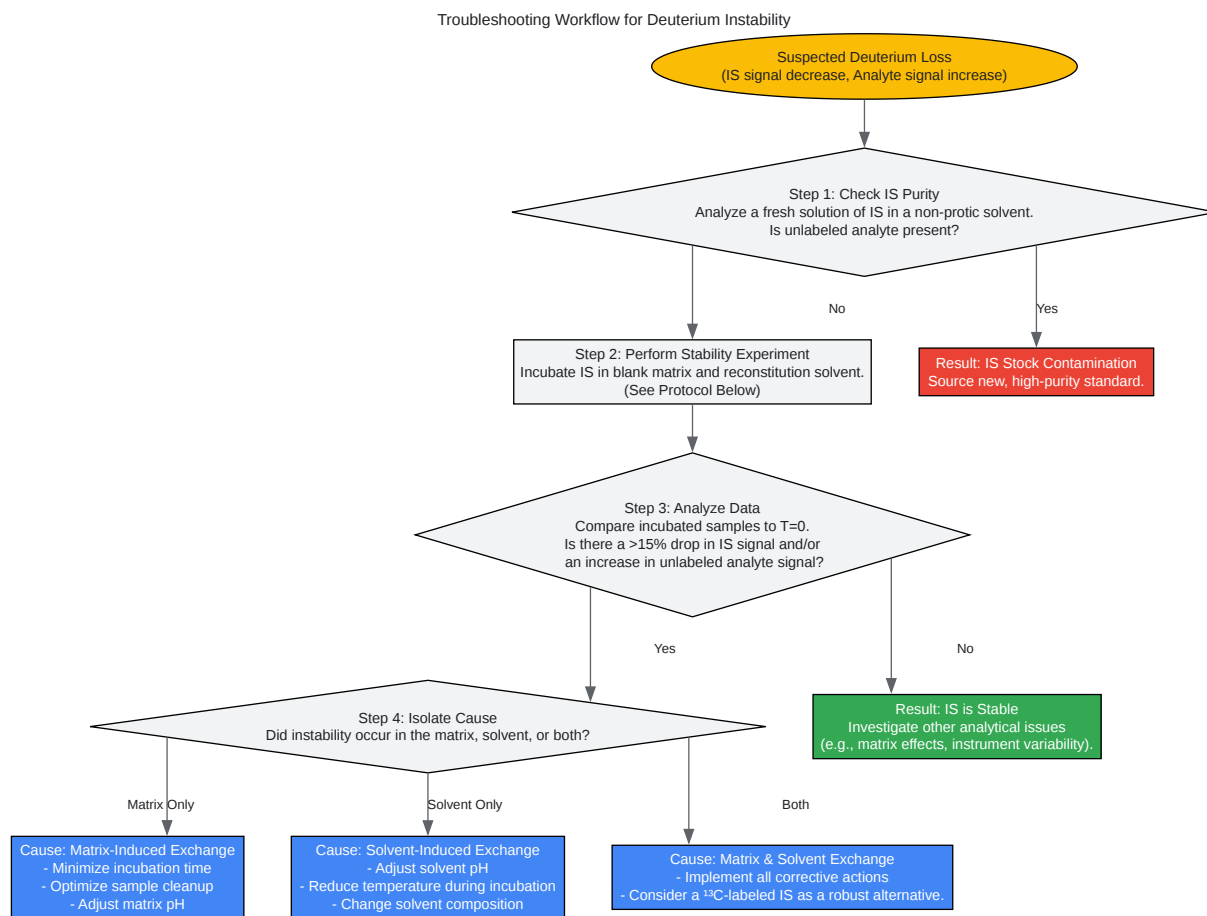 Troubleshooting Workflow for Deuterium Instability
Suspected Deuterium Loss
(IS signal decrease, Analyte signal increase)
Step 1: Check IS Purity
Analyze a fresh solution of IS in a non-protic solvent.
Is unlabeled analyte present?
No
Yes
Step 2: Perform Stability Experiment
Incubate IS in blank matrix and reconstitution solvent.
(See Protocol Below)
Result: IS Stock Contamination
Source new, high-purity standard.
Step 3: Analyze Data
Compare incubated samples to T=0.
Is there a >15% drop in IS signal and/or
an increase in unlabeled analyte signal?
Yes
No
Step 4: Isolate Cause
Did instability occur in the matrix, solvent, or both?
Result: IS is Stable
Investigate other analytical issues
(e.g., matrix effects, instrument variability).
Matrix Only
Solvent Only
Both
Cause: Matrix-Induced Exchange
- Minimize incubation time
- Optimize sample cleanup
- Adjust matrix pH
Cause: Solvent-Induced Exchange
- Adjust solvent pH
- Reduce temperature during incubation
- Change solvent composition
Cause: Matrix & Solvent Exchange
- Implement all corrective actions
- Consider a ¹³C-labeled IS as a robust alternative.